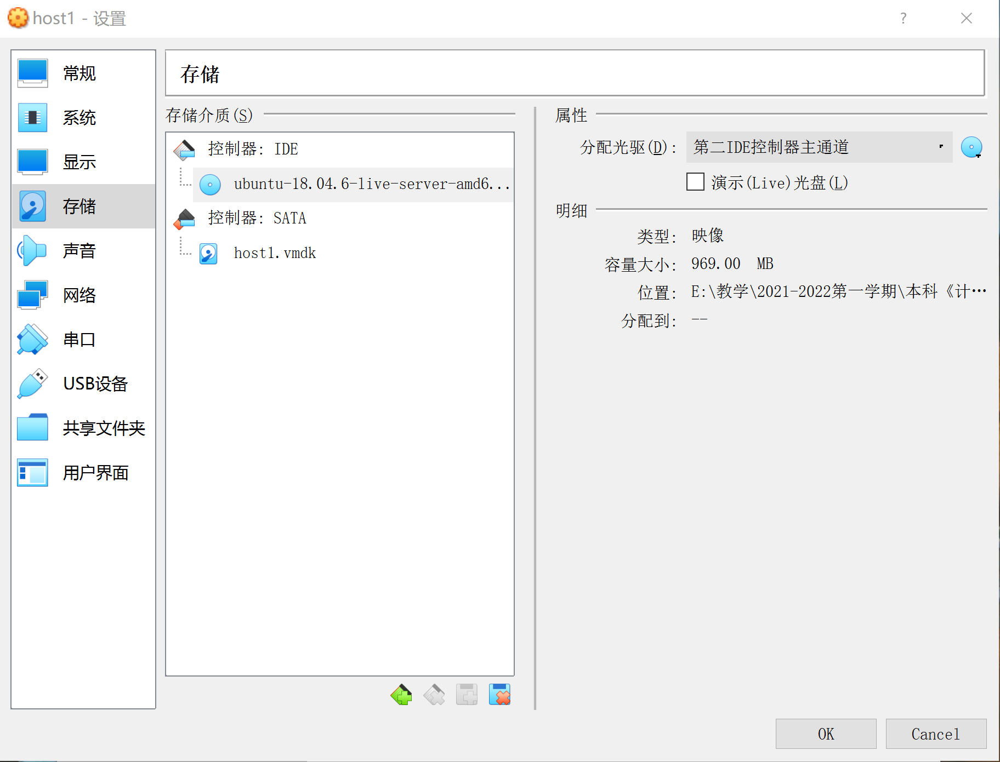 host1 - 设置
?
常规
系统
显示
存储
声音
网络
串口
USB设备
共享文件夹
用户界面
存储
存储介质(S)
控制器: IDE
ubuntu-18.04.6-live-server-amd6...
控制器: SATA
host1.vmdk
属性
分配光驱(D): 第二IDE控制器主通道
演示(Live)光盘(L)
明细
类型: 映像
容量大小: 969.00 MB
位置: E:\教学\2021-2022第一学期\本科《计…
分配到: --
OK
Cancel